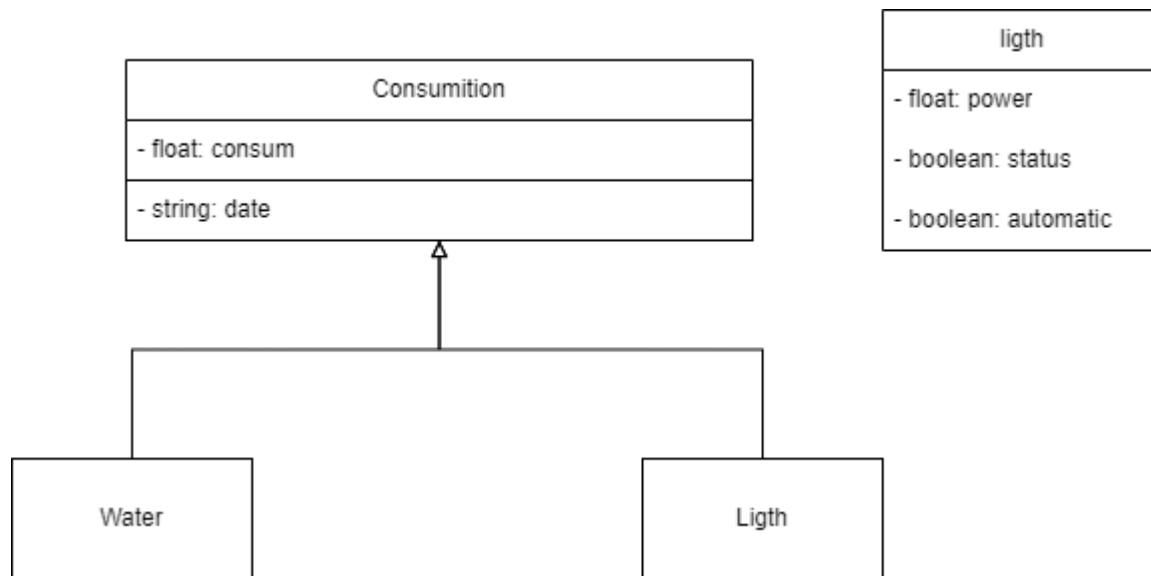 Consumition
- float: consum
- string: date
ligth
- float: power
- boolean: status
- boolean: automatic
Water
Ligth